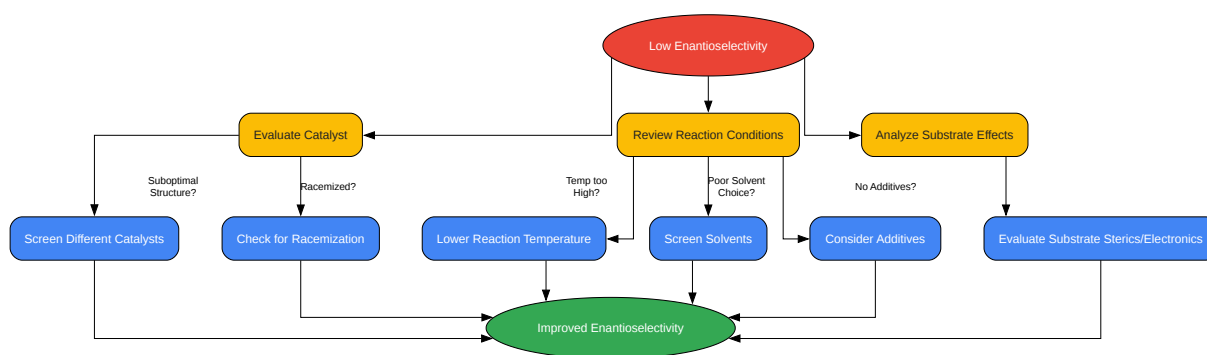 Low Enantioselectivity
Evaluate Catalyst
Review Reaction Conditions
Analyze Substrate Effects
Suboptimal
Structure?
Racemized?
Temp too
High?
Poor Solvent
Choice?
No Additives?
Screen Different Catalysts
Check for Racemization
Lower Reaction Temperature
Screen Solvents
Consider Additives
Evaluate Substrate Sterics/Electronics
Improved Enantioselectivity